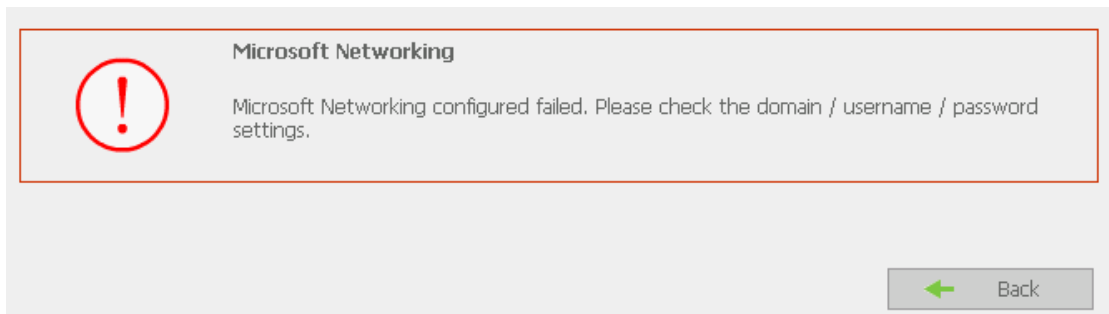 Microsoft Networking
Microsoft Networking configured failed. Please check the domain / username / password
settings.
Back